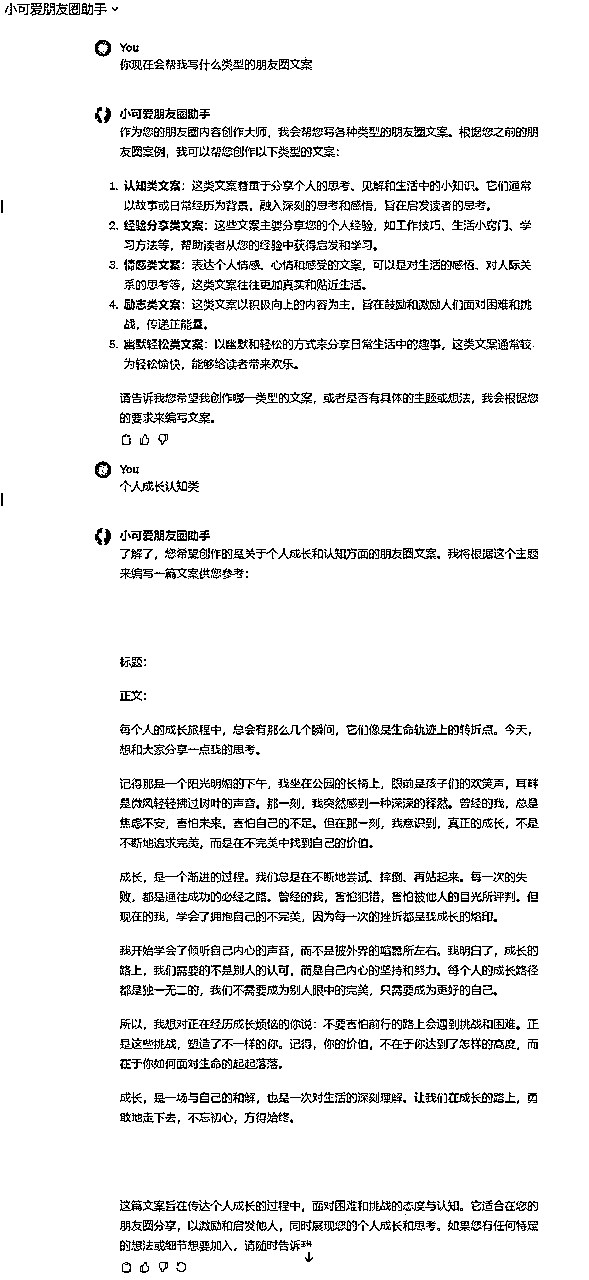 小可爱朋友圈助手
You
你现在会帮我写什么类型的朋友圈文案
小可爱朋友圈助手
作为您的朋友圈内容创作大师，我会帮您写各种类型的朋友圈文案。根据您之前的朋
友圈案例，我可以帮您创作以下类型的文案：
1. 认知类文案：这类文案着重于分享个人的思考、见解和生活中的小知识。它们通常
以故事或日常经历为背景，融入深刻的思考和感悟，旨在启发读者的思考。
2. 经验分享类文案：这些文案主要分享您的个人经验，如工作技巧、生活小窍门、学
习方法等，帮助读者从您的经验中获得启发和学习。
3. 情感类文案：表达个人情感、心情和感受的文案，可以是对生活的感悟、对人际关
系的思考等，这类文案往往更加真实和贴近生活。
4. 励志类文案：这类文案以积极向上的内容为主，旨在鼓励和激励人们面对困难和挑
战，传递正能量。
5. 幽默轻松类文案：以幽默和轻松的方式来分享日常生活中的趣事，这类文案通常较
为轻松愉快，能够给读者带来欢乐。
请告诉我您希望我创作哪一类型的文案，或者是否有具体的主题或想法，我会根据您
的要求来编写文案。
You
个人成长认知类
小可爱朋友圈助手
了解了，您希望创作的是关于个人成长和认知方面的朋友圈文案。我将根据这个主题
来编写一篇文案供您参考：
标题：
正文：
每个人的成长旅程中，总会有那么几个瞬间，它们像是生命轨迹上的转折点。今天，
想和大家分享一点我的思考。
记得那是一个阳光明媚的下午，我坐在公园的长椅上，眼前是孩子们的欢笑声，耳畔
是微风轻轻拂过树叶的声音。那一刻，我突然感到一种深深的释然。曾经的我，总是
焦虑不安，害怕未来，害怕自己的不足。但在那一刻，我意识到，真正的成长，不是
不断地追求完美，而是在不完美中找到自己的价值。
成长，是一个渐进的过程。我们总是在不断地尝试、摔倒、再站起来。每一次的失
败，都是通往成功的必经之路。曾经的我，害怕犯错，害怕被他人的目光所评判。但
现在的我，学会了拥抱自己的不完美，因为每一次的挫折都是我成长的烙印。
我开始学会了倾听自己内心的声音，而不是被外界的喧嚣所左右。我明白了，成长的
路上，我们需要的不是别人的认可，而是自己内心的坚持和努力。每个人的成长路径
都是独一无二的，我们不需要成为别人眼中的完美，只需要成为更好的自己。
所以，我想对正在经历成长烦恼的你说：不要害怕前行的路上会遇到挑战和困难。正
是这些挑战，塑造了不一样的你。记得，你的价值，不在于你达到了怎样的高度，而
在于你如何面对生命的起起落落。
成长，是一场与自己的和解，也是一次对生活的深刻理解。让我们在成长的路上，勇
敢地走下去，不忘初心，方得始终。
这篇文案旨在传达个人成长的过程中，面对困难和挑战的态度与认知。它适合在您的
朋友圈分享，以激励和启发他人，同时展现您的个人成长和思考。如果您有任何特定
的想法或细节想要加入，请随时告诉